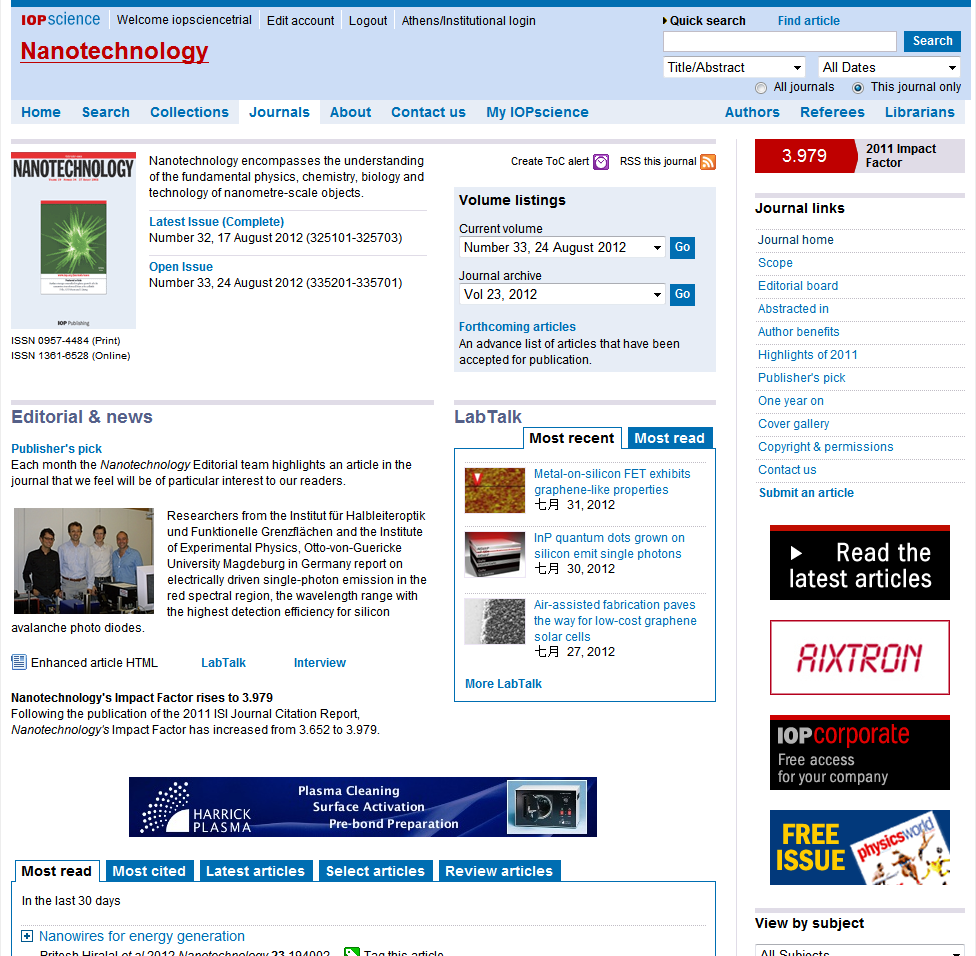 IOPscience
Welcome iopsciencetrial
Edit account
Logout
Athens/Institutional login
Nanotechnology
Quick search
Find article
Search
Title/Abstract
All Dates
All journals
This journal only
Home
Search
Collections
Journals
About
Contact us
My IOPscience
Authors
Referees
Librarians
NANOTECHNOLOGY
IOP Publishing
ISSN 0957-4484 (Print)
ISSN 1361-6528 (Online)
Nanotechnology encompasses the understanding
of the fundamental physics, chemistry, biology and
technology of nanometre-scale objects.
Latest Issue (Complete)
Number 32, 17 August 2012 (325101-325703)
Open Issue
Number 33, 24 August 2012 (335201-335701)
Create ToC alert
RSS this journal
Volume listings
Current volume
Number 33, 24 August 2012
Go
Journal archive
Vol 23, 2012
Go
Forthcoming articles
An advance list of articles that have been
accepted for publication.
3.979
2011 Impact
Factor
Journal links
Journal home
Scope
Editorial board
Abstracted in
Author benefits
Highlights of 2011
Publisher's pick
One year on
Cover gallery
Copyright & permissions
Contact us
Submit an article
Editorial & news
Publisher's pick
Each month the Nanotechnology Editorial team highlights an article in the
journal that we feel will be of particular interest to our readers.
Researchers from the Institut für Halbleiteroptik
und Funktionelle Grenzflächen and the Institute
of Experimental Physics, Otto-von-Guericke
University Magdeburg in Germany report on
electrically driven single-photon emission in the
red spectral region, the wavelength range with
the highest detection efficiency for silicon
avalanche photo diodes.
Enhanced article HTML
LabTalk
Interview
Nanotechnology's Impact Factor rises to 3.979
Following the publication of the 2011 ISI Journal Citation Report,
Nanotechnology's Impact Factor has increased from 3.652 to 3.979.
LabTalk
Most recent
Most read
Metal-on-silicon FET exhibits
graphene-like properties
七月 31, 2012
InP quantum dots grown on
silicon emit single photons
七月 30, 2012
Air-assisted fabrication paves
the way for low-cost graphene
solar cells
七月 27, 2012
More LabTalk
Read the
latest articles
AIXTRON
IOP corporate
Free access
for your company
FREE
ISSUE
physicsworld
HARRICK
PLASMA
Plasma Cleaning
Surface Activation
Pre-bond Preparation
Most read
Most cited
Latest articles
Select articles
Review articles
In the last 30 days
Nanowires for energy generation
Pritesh Hiralal et al 2012 Nanotechnology 23 194002
Tag this article
View by subject
All Subjects